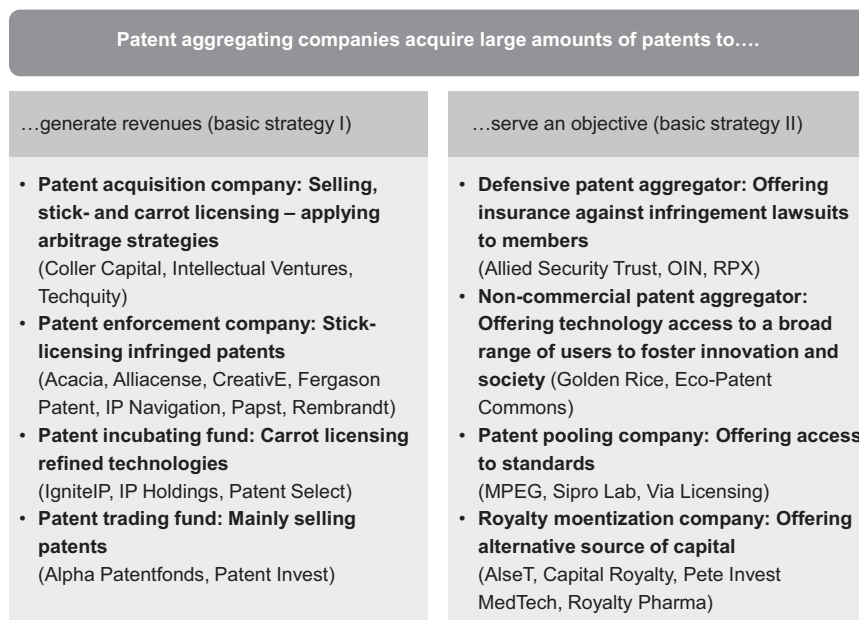 Patent aggregating companies acquire large amounts of patents to….
…generate revenues (basic strategy I)
• Patent acquisition company: Selling,
stick- and carrot licensing – applying
arbitrage strategies
(Coller Capital, Intellectual Ventures,
Techquity)
• Patent enforcement company: Stick-
licensing infringed patents
(Acacia, Alliacense, CreativE, Fergason
Patent, IP Navigation, Papst, Rembrandt)
• Patent incubating fund: Carrot licensing
refined technologies
(IgniteIP, IP Holdings, Patent Select)
• Patent trading fund: Mainly selling
patents
(Alpha Patentfonds, Patent Invest)
…serve an objective (basic strategy II)
• Defensive patent aggregator: Offering
insurance against infringement lawsuits
to members
(Allied Security Trust, OIN, RPX)
• Non-commercial patent aggregator:
Offering technology access to a broad
range of users to foster innovation and
society (Golden Rice, Eco-Patent
Commons)
• Patent pooling company: Offering access
to standards
(MPEG, Sipro Lab, Via Licensing)
• Royalty moentization company: Offering
alternative source of capital
(AlseT, Capital Royalty, Pete Invest
MedTech, Royalty Pharma)